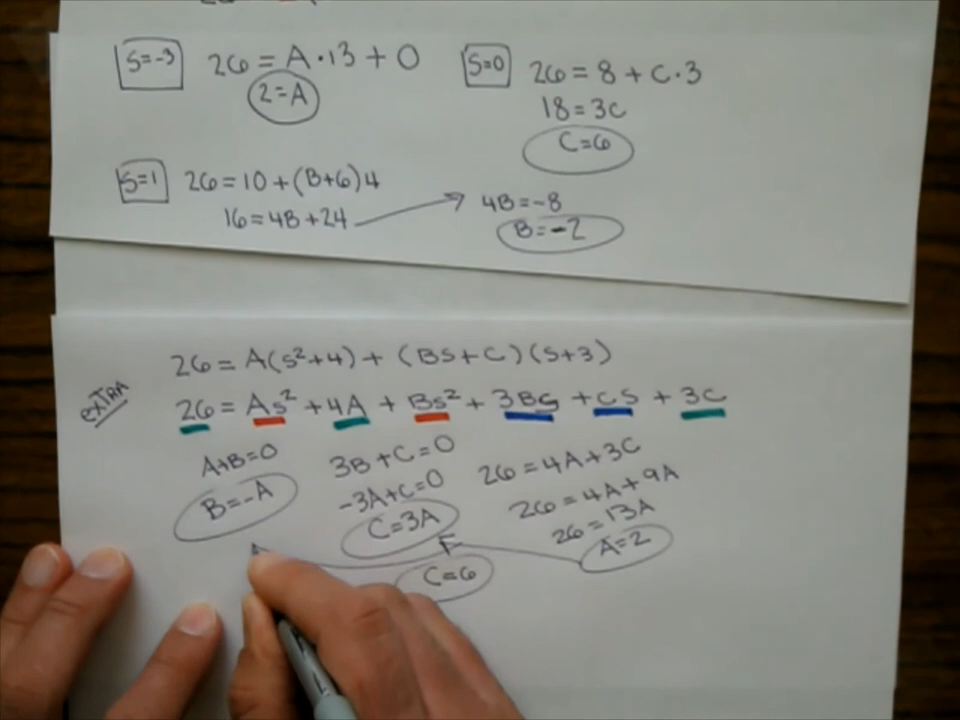 S=-3
26 = A·13 + 0
2=A
S=0
26 = 8 + C·3
18=3C
C=6
S=1
26=10+(B+6)4
16=4B+24
4B=-8
B=-2
extra
26 = A(s²+4) + (Bs+C)(s+3)
26 = As² + 4A + Bs² + 3Bs + Cs + 3C
A+B=0
B=-A
3B+C=0
-3A+C=0
C=3A
C=6
26=4A+3C
26=4A+9A
26=13A
A=2